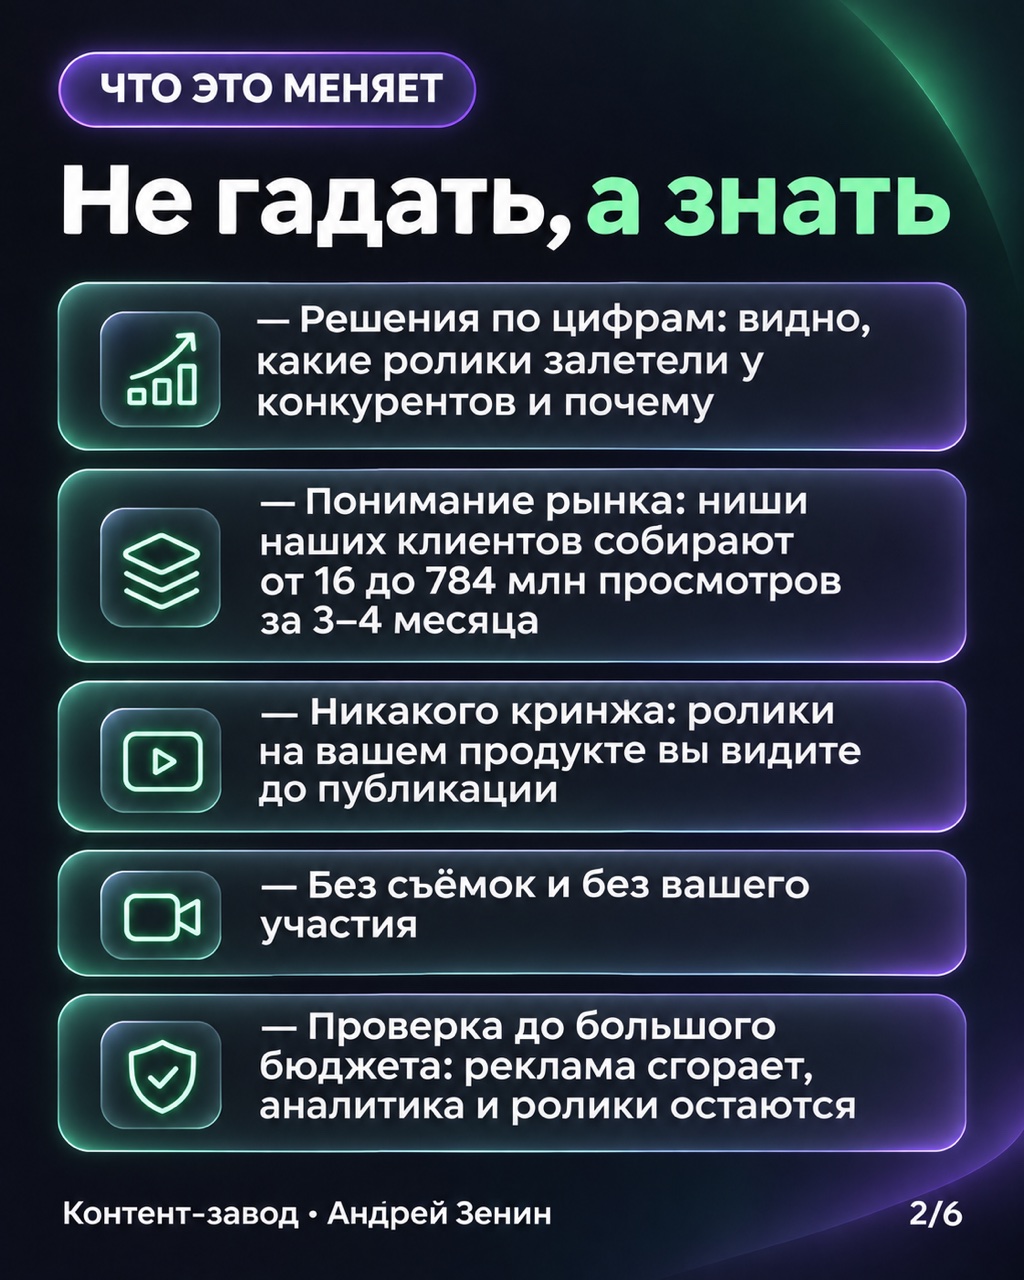 ЧТО ЭТО МЕНЯЕТ
Не гадать, а знать
— Решения по цифрам: видно,
какие ролики залетели у
конкурентов и почему
— Понимание рынка: ниши
наших клиентов собирают
от 16 до 784 млн просмотров
за 3–4 месяца
— Никакого кринжа: ролики
на вашем продукте вы видите
до публикации
— Без съёмок и без вашего
участия
— Проверка до большого
бюджета: реклама сгорает,
аналитика и ролики остаются
Контент-завод • Андрей Зенин
2/6